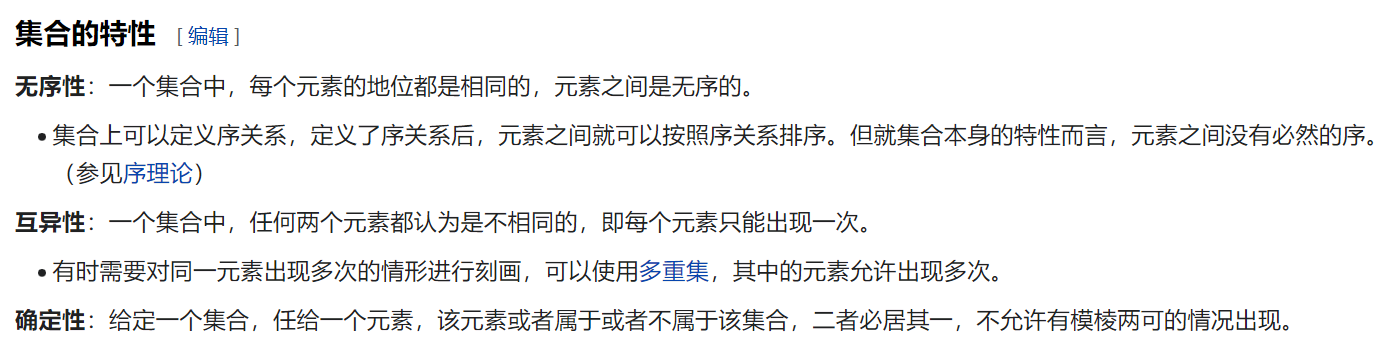 集合的特性 [编辑]
无序性：一个集合中，每个元素的地位都是相同的，元素之间是无序的。
• 集合上可以定义序关系，定义了序关系后，元素之间就可以按照序关系排序。但就集合本身的特性而言，元素之间没有必然的序。
（参见序理论）
互异性：一个集合中，任何两个元素都认为是不相同的，即每个元素只能出现一次。
• 有时需要对同一元素出现多次的情形进行刻画，可以使用多重集，其中的元素允许出现多次。
确定性：给定一个集合，任给一个元素，该元素或者属于或者不属于该集合，二者必居其一，不允许有模棱两可的情况出现。